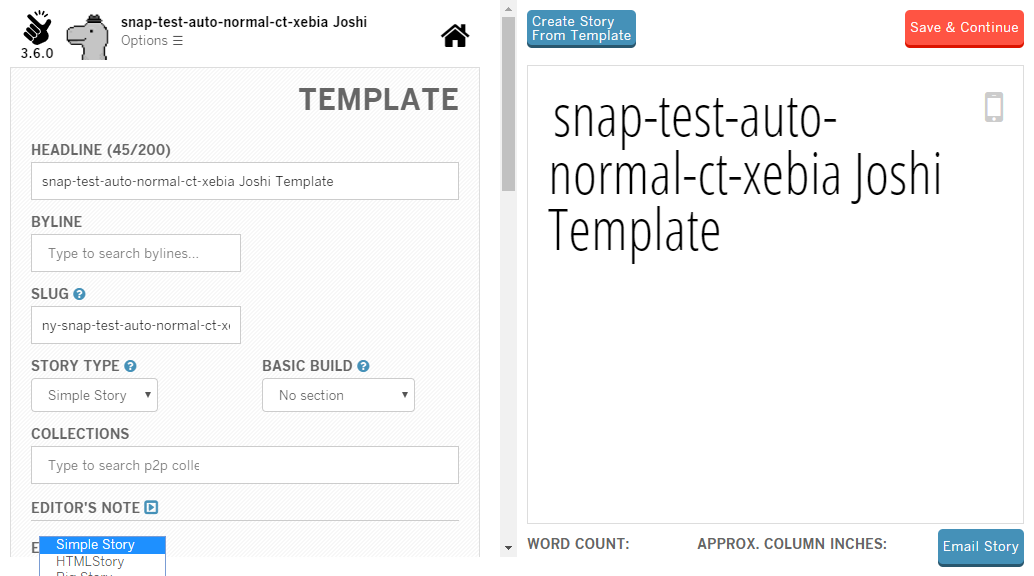 snap-test-auto-normal-ct-xebia Joshi
Options ☰
3.6.0
TEMPLATE
HEADLINE (45/200)
snap-test-auto-normal-ct-xebia Joshi Template
BYLINE
Type to search bylines...
SLUG
ny-snap-test-auto-normal-ct-x
STORY TYPE
BASIC BUILD
Simple Story
No section
COLLECTIONS
Type to search p2p colle
EDITOR'S NOTE
Simple Story
HTMLStory
Create Story
From Template
Save & Continue
snap-test-auto-
normal-ct-xebia Joshi
Template
WORD COUNT:
APPROX. COLUMN INCHES:
Email Story